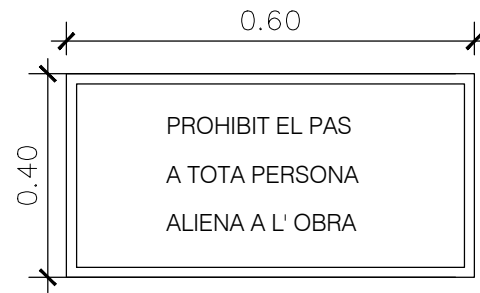 0.60
0.40
PROHIBIT EL PAS
A TOTA PERSONA
ALIENA A L' OBRA